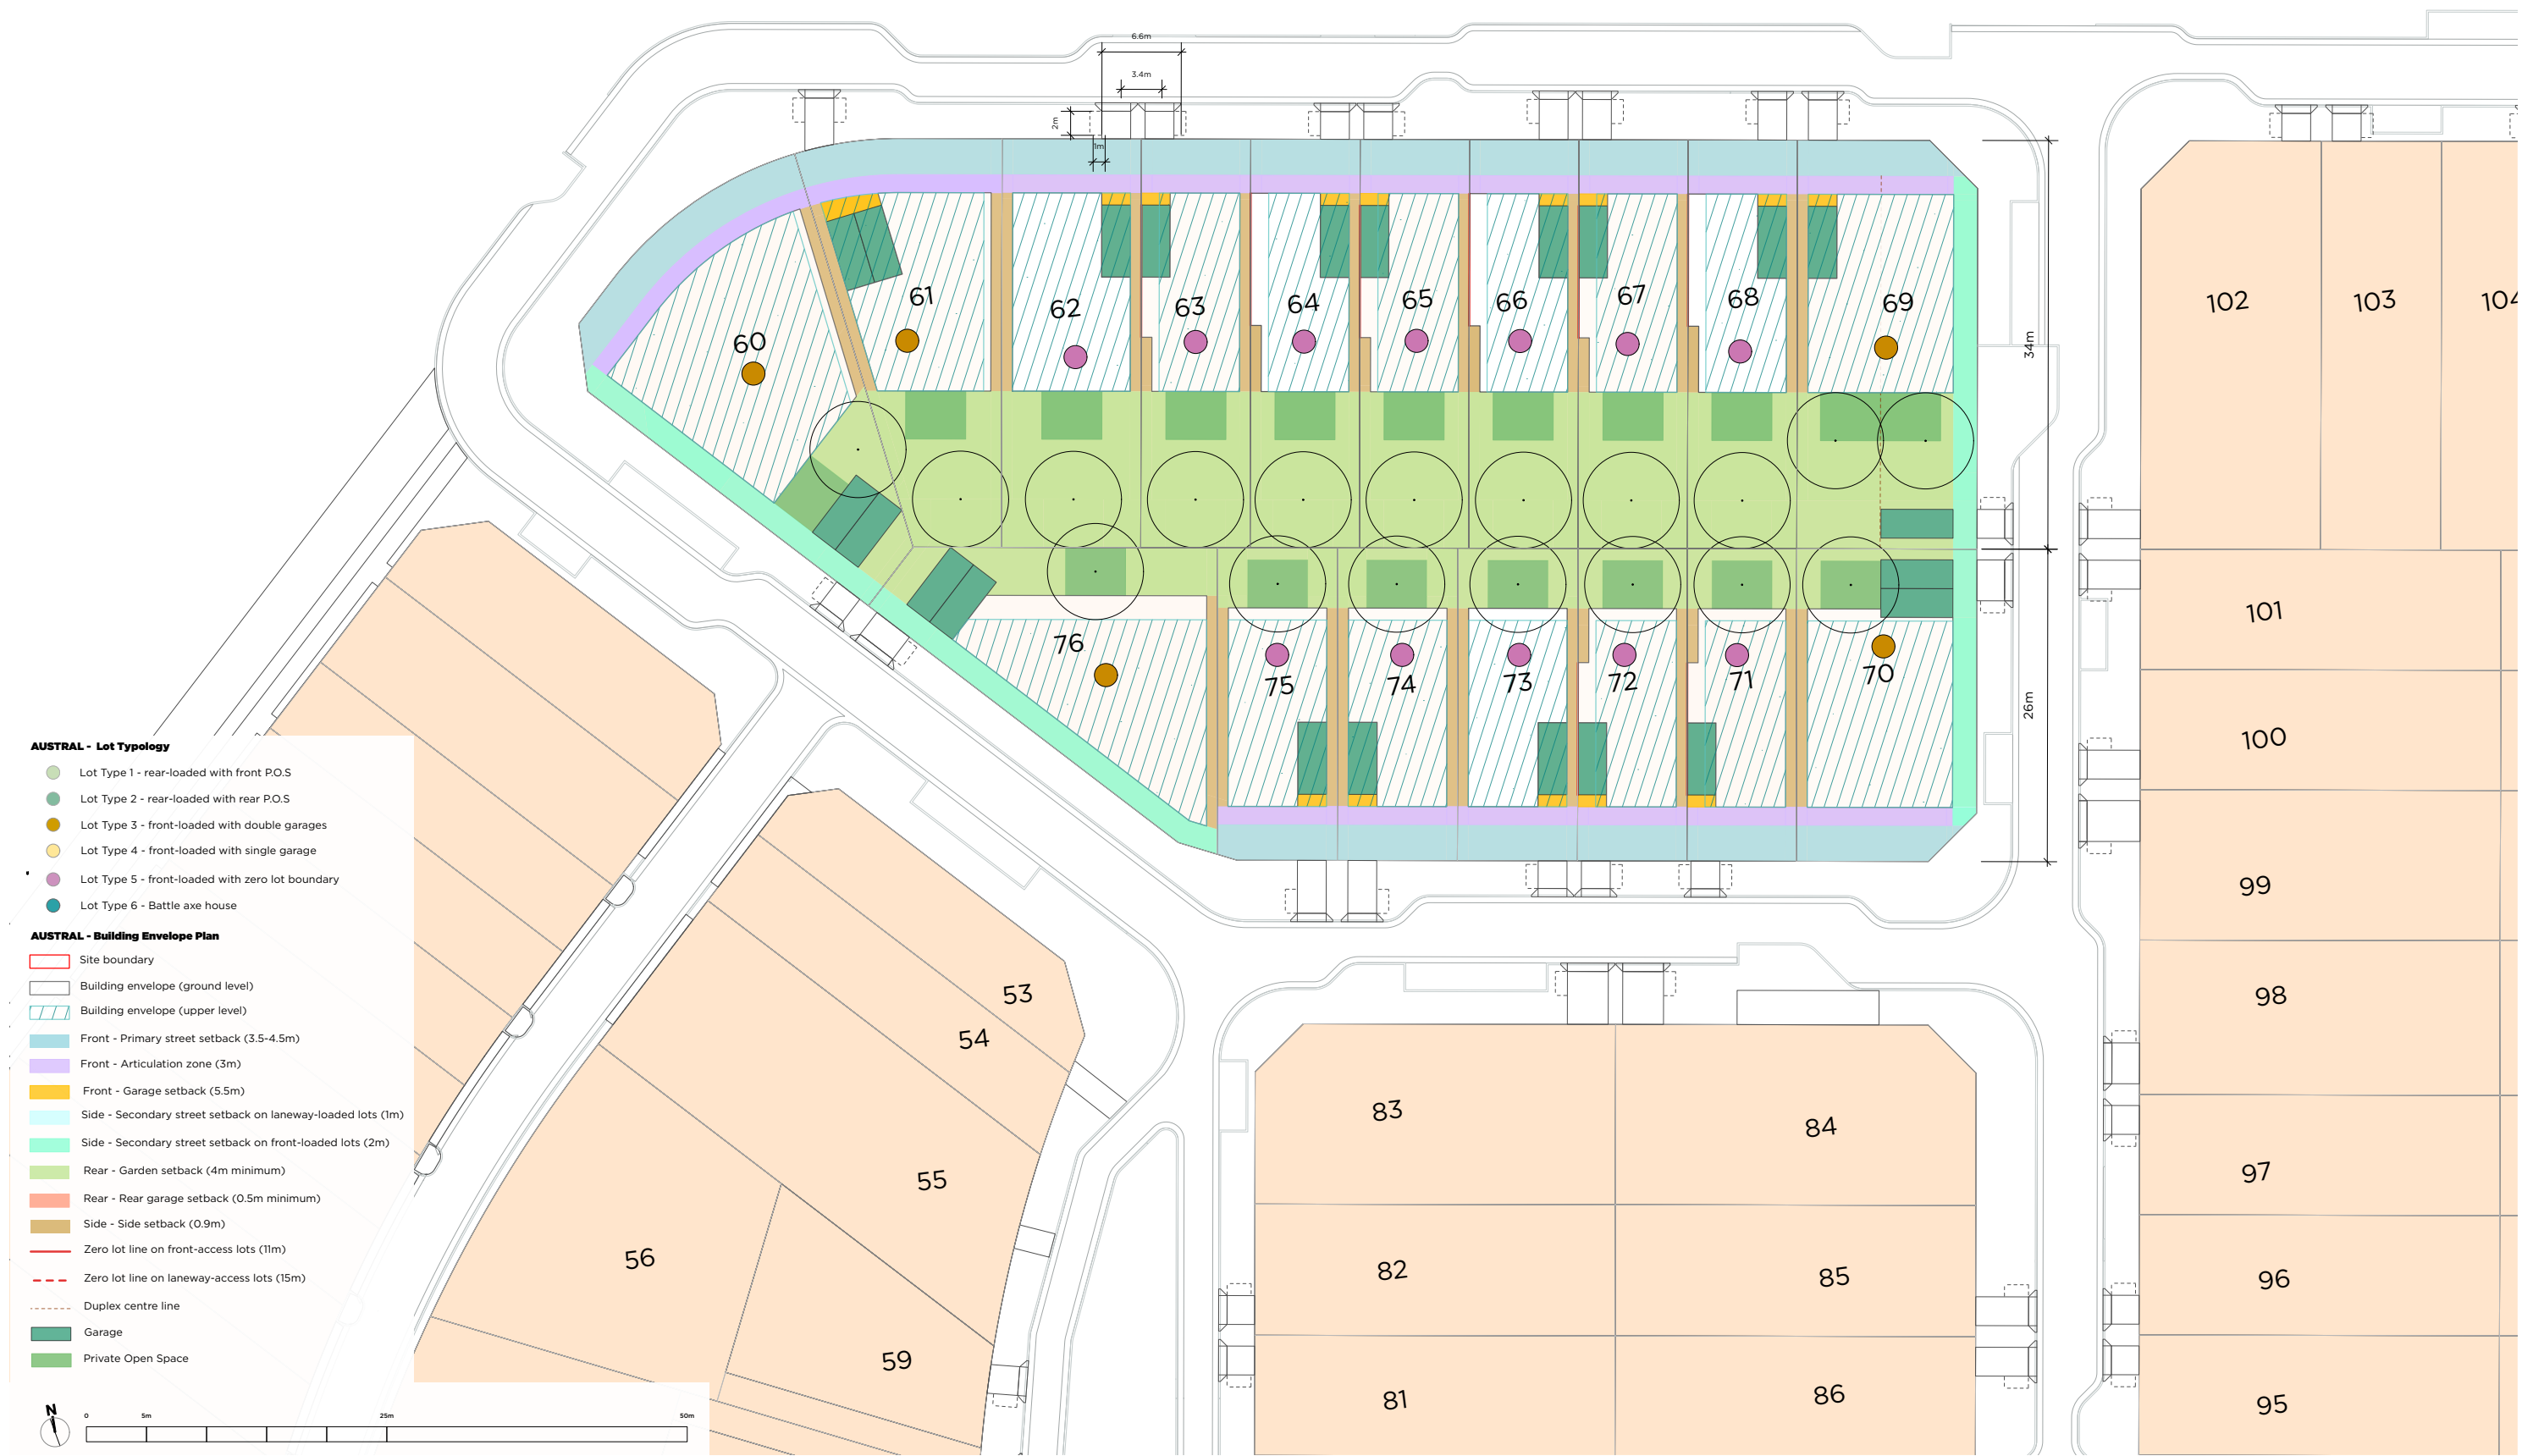 6.6m
3.4m
2m
1m
61
62
63
64
65
66
67
68
69
60
34m
102
103
104
76
75
74
73
72
71
70
26m
101
100
99
98
97
96
95
53
54
55
56
59
83
84
82
85
81
86
AUSTRAL - Lot Typology
Lot Type 1 - rear-loaded with front P.O.S
Lot Type 2 - rear-loaded with rear P.O.S
Lot Type 3 - front-loaded with double garages
Lot Type 4 - front-loaded with single garage
Lot Type 5 - front-loaded with zero lot boundary
Lot Type 6 - Battle axe house
AUSTRAL - Building Envelope Plan
Site boundary
Building envelope (ground level)
Building envelope (upper level)
Front - Primary street setback (3.5-4.5m)
Front - Articulation zone (3m)
Front - Garage setback (5.5m)
Side - Secondary street setback on laneway-loaded lots (1m)
Side - Secondary street setback on front-loaded lots (2m)
Rear - Garden setback (4m minimum)
Rear - Rear garage setback (0.5m minimum)
Side - Side setback (0.9m)
Zero lot line on front-access lots (11m)
Zero lot line on laneway-access lots (15m)
Duplex centre line
Garage
Private Open Space
N
0 5m 25m 50m